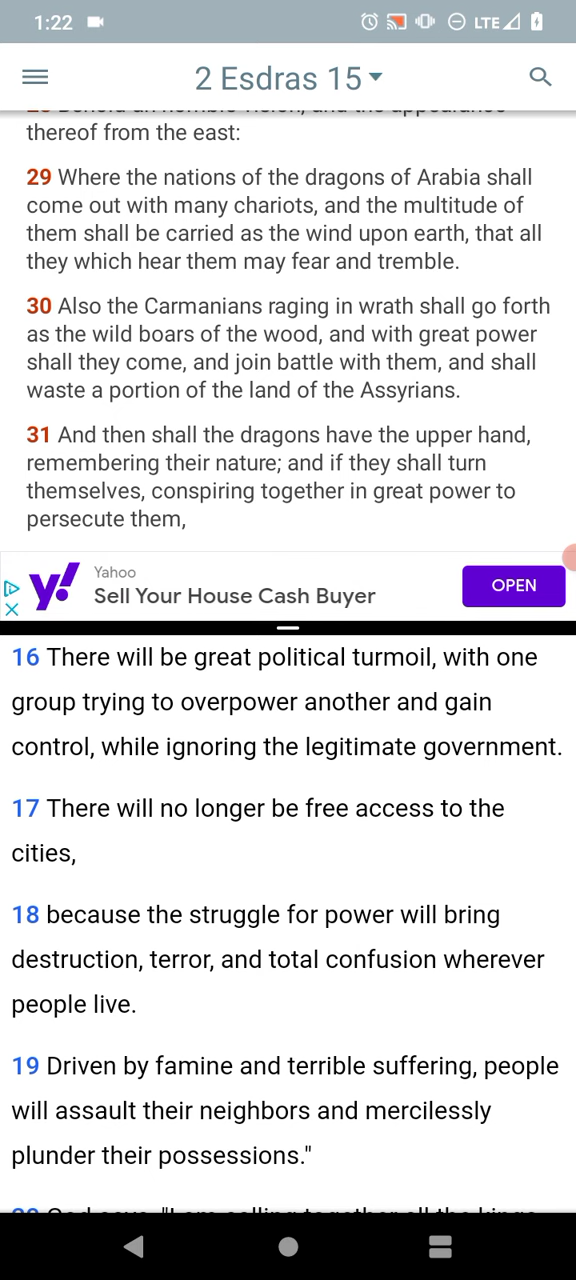 1:22
LTE
2 Esdras 15
thereof from the east:
29 Where the nations of the dragons of Arabia shall
come out with many chariots, and the multitude of
them shall be carried as the wind upon earth, that all
they which hear them may fear and tremble.
30 Also the Carmanians raging in wrath shall go forth
as the wild boars of the wood, and with great power
shall they come, and join battle with them, and shall
waste a portion of the land of the Assyrians.
31 And then shall the dragons have the upper hand,
remembering their nature; and if they shall turn
themselves, conspiring together in great power to
persecute them,
y!
Yahoo
Sell Your House Cash Buyer
OPEN
16 There will be great political turmoil, with one
group trying to overpower another and gain
control, while ignoring the legitimate government.
17 There will no longer be free access to the
cities,
18 because the struggle for power will bring
destruction, terror, and total confusion wherever
people live.
19 Driven by famine and terrible suffering, people
will assault their neighbors and mercilessly
plunder their possessions."